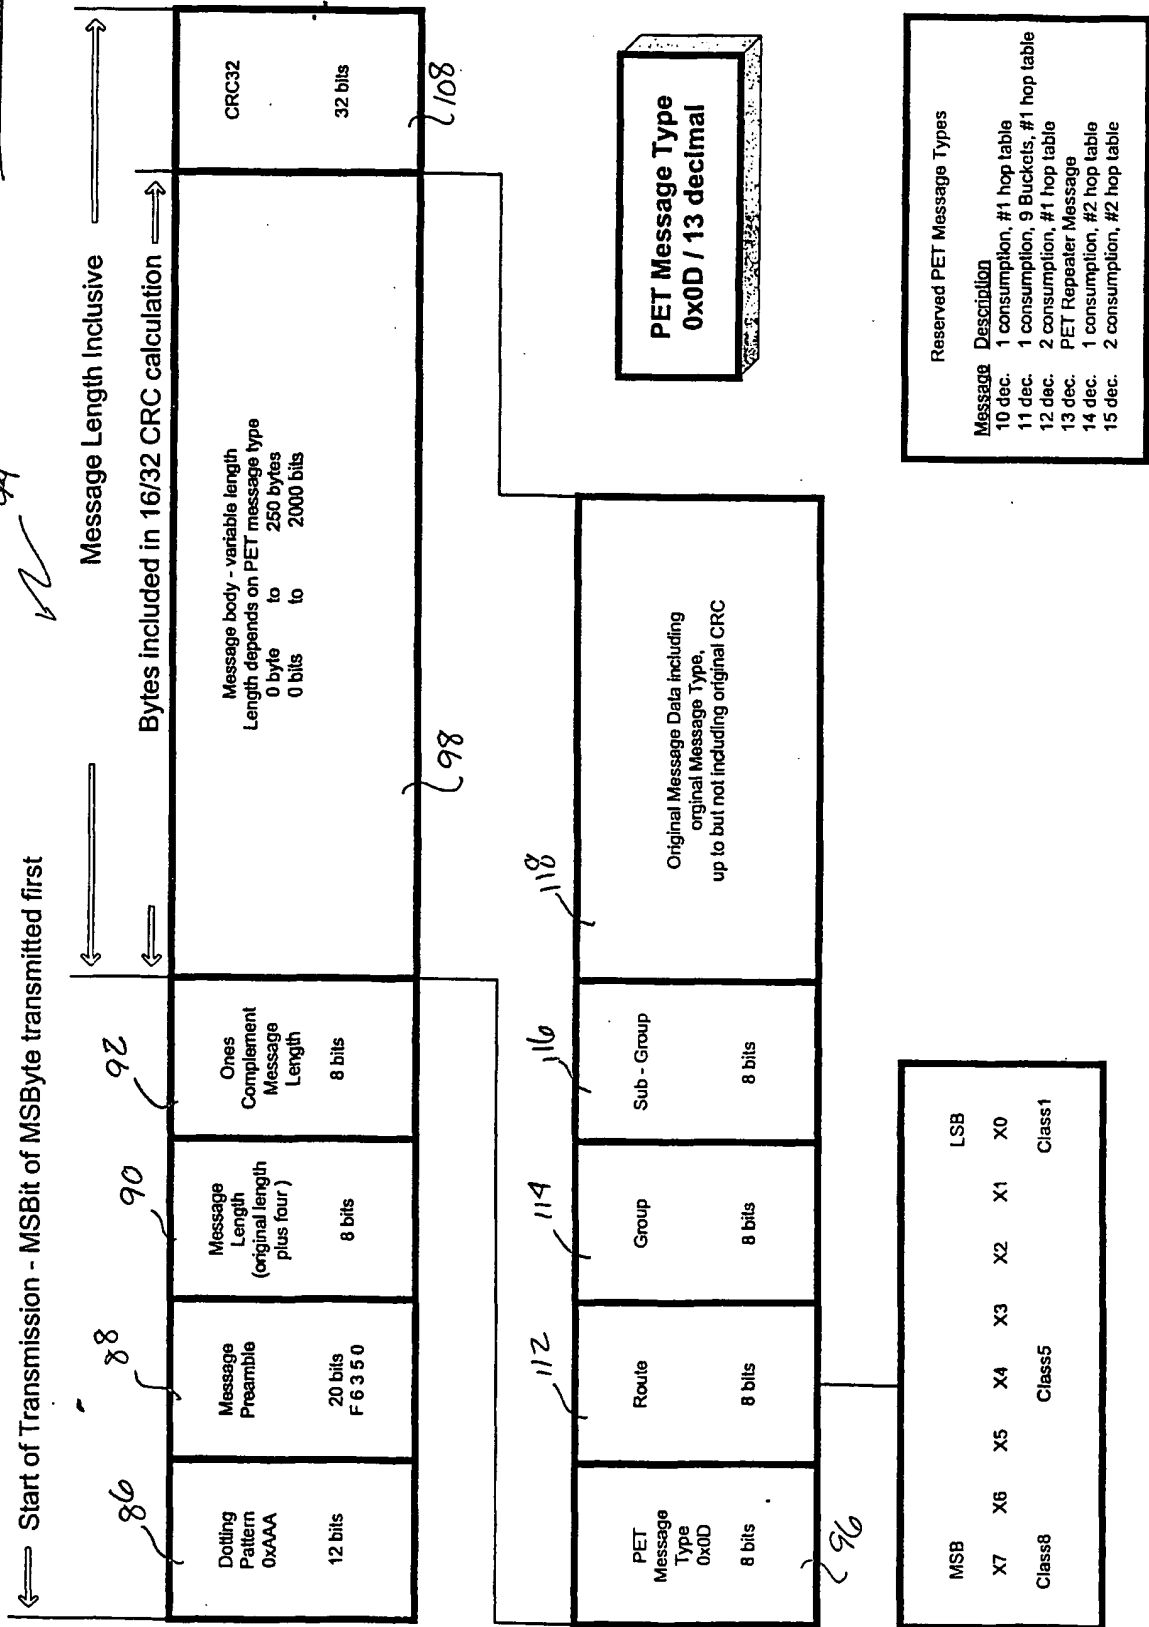 Start of Transmission - MSBit of MSByte transmitted first
Message Length Inclusive
Bytes included in 16/32 CRC calculation
86
88
90
92
98
108
Dotting
Pattern
0xAAA
12 bits
Message
Preamble
20 bits
F 6 3 5 0
Message
Length
(original length
plus four )
8 bits
Ones
Complement
Message
Length
8 bits
Message body - variable length
Length depends on PET message type
0 byte to 250 bytes
0 bits to 2000 bits
CRC32
32 bits
96
112
114
116
118
PET
Message
Type
0x0D
8 bits
Route
8 bits
Group
8 bits
Sub - Group
8 bits
Original Message Data including
orginal Message Type,
up to but not including original CRC
PET Message Type
0x0D / 13 decimal
MSB LSB
X7 X6 X5 X4 X3 X2 X1 X0
Class8 Class5 Class1
Reserved PET Message Types
Message Description
10 dec. 1 consumption, #1 hop table
11 dec. 1 consumption, 9 Buckets, #1 hop table
12 dec. 2 consumption, #1 hop table
13 dec. PET Repeater Message
14 dec. 1 consumption, #2 hop table
15 dec. 2 consumption, #2 hop table